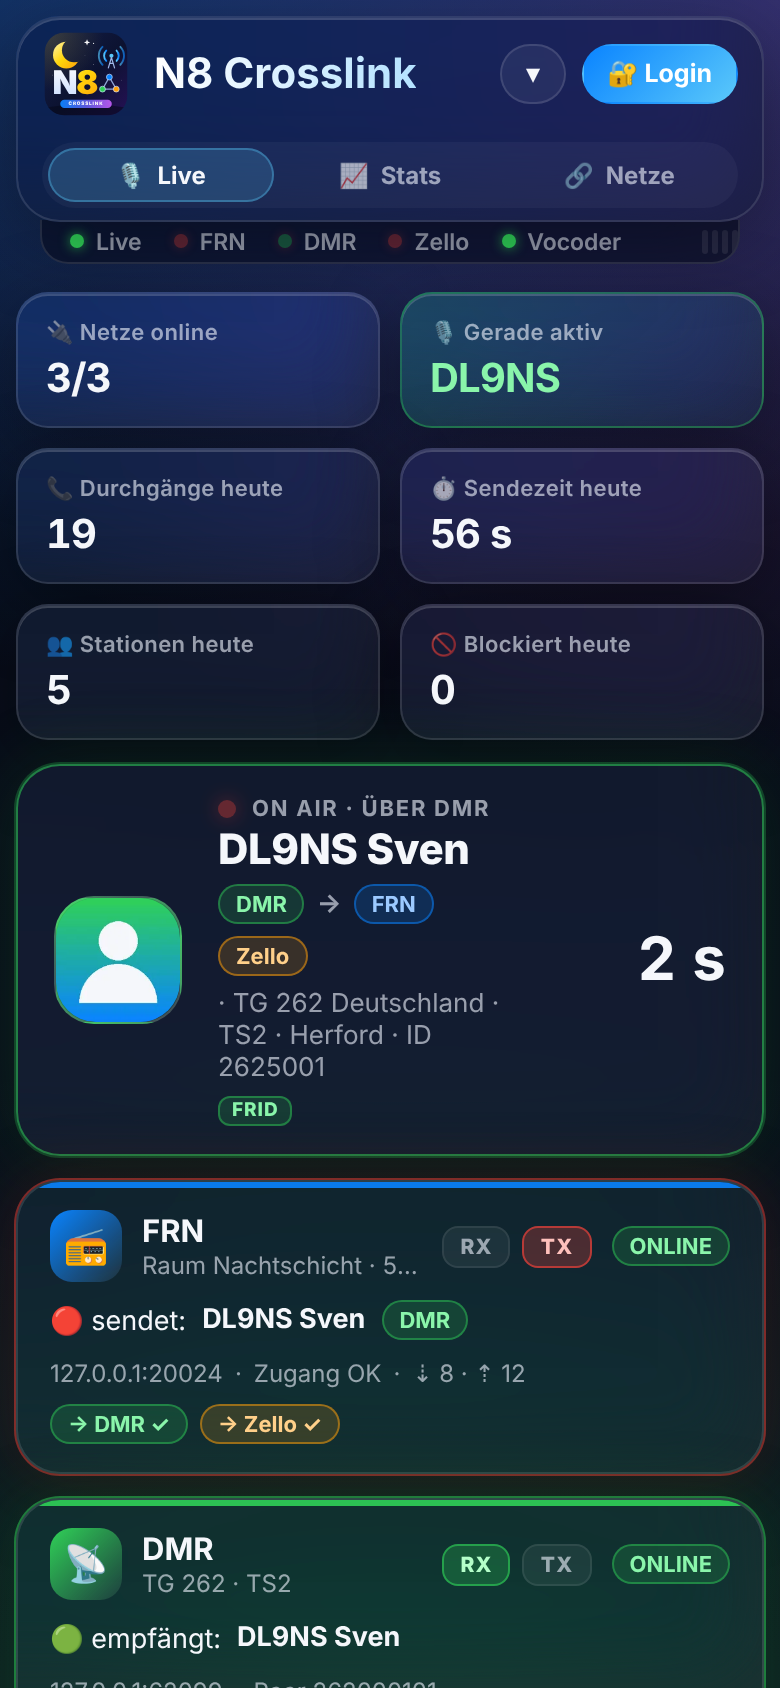 N8
CROSSLINK
N8 Crosslink
▼
Login
Live
Stats
Netze
Live
FRN
DMR
Zello
Vocoder
Netze online
3/3
Gerade aktiv
DL9NS
Durchgänge heute
19
Sendezeit heute
56 s
Stationen heute
5
Blockiert heute
0
ON AIR · ÜBER DMR
DL9NS Sven
DMR → FRN
Zello
· TG 262 Deutschland ·
TS2 · Herford · ID
2625001
FRID
2 s
FRN
Raum Nachtschicht · 5...
RX
TX
ONLINE
sendet: DL9NS Sven DMR
127.0.0.1:20024 · Zugang OK · ⇣ 8 · ⇡ 12
→ DMR ✓ → Zello ✓
DMR
TG 262 · TS2
RX
TX
ONLINE
empfängt: DL9NS Sven